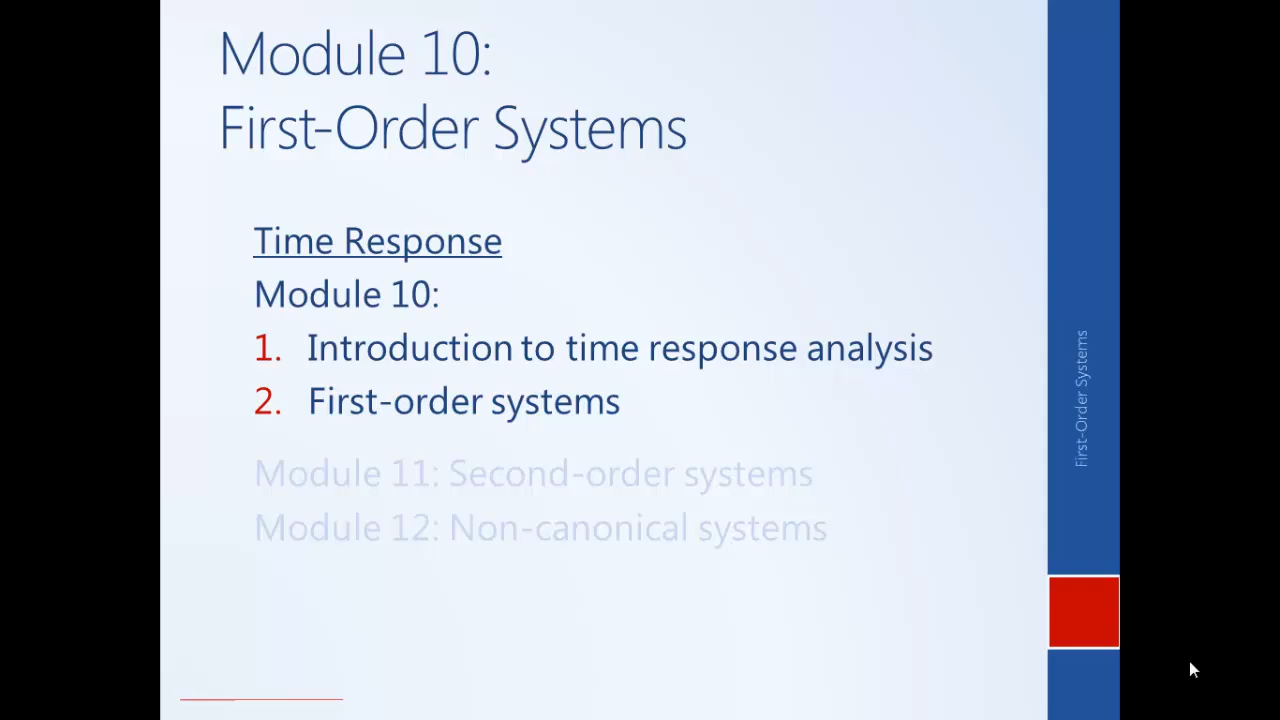 Module 10:
First-Order Systems
Time Response
Module 10:
1. Introduction to time response analysis
2. First-order systems
Module 11: Second-order systems
Module 12: Non-canonical systems
First-Order Systems